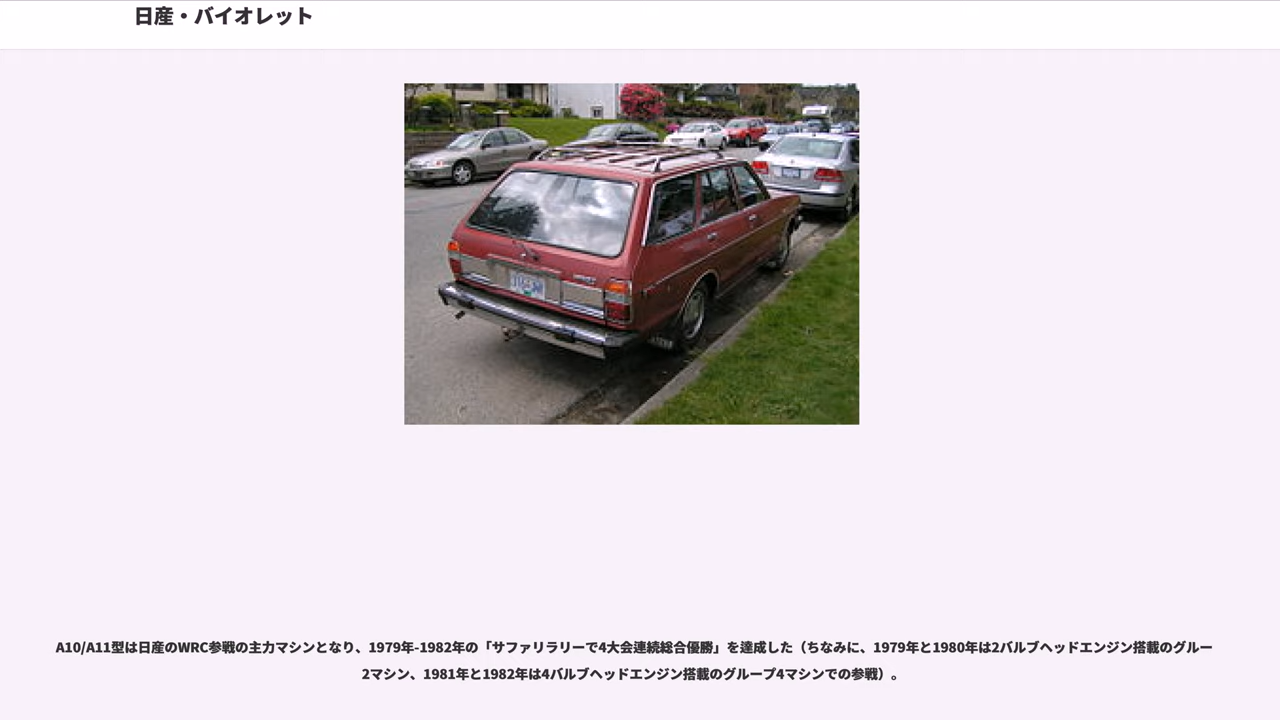 日産・バイオレット
A10/A11型は日産のWRC参戦の主力マシンとなり、1979年-1982年の「サファリラリーで4大会連続総合優勝」を達成した（ちなみに、1979年と1980年は2バルブヘッドエンジン搭載のグルー
2マシン、1981年と1982年は4バルブヘッドエンジン搭載のグループ4マシンでの参戦）。